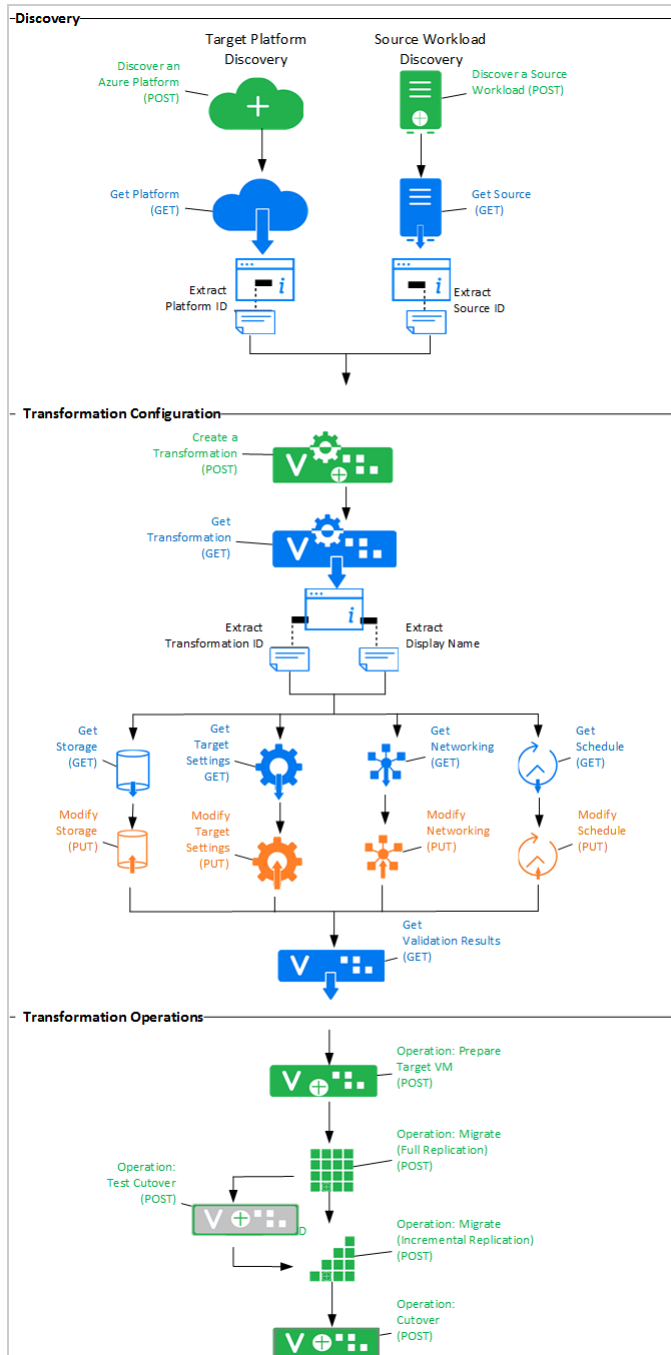 Discovery
Target Platform
Discovery
Source Workload
Discovery
Discover an
Azure Platform
(POST)
Discover a Source
Workload (POST)
Get Platform
(GET)
Get Source
(GET)
i
i
Extract
Platform ID
Extract
Source ID
Transformation Configuration
Create a
Transformation
(POST)
V
Get
Transformation
(GET)
V
i
Extract
Transformation ID
Extract
Display Name
Get
Storage
(GET)
Get
Target
Settings
GET)
Get
Networking
(GET)
Get
Schedule
(GET)
Modify
Storage
(PUT)
Modify
Target
Settings
(PUT)
Modify
Networking
(PUT)
Modify
Schedule
(PUT)
Get
Validation Results
(GET)
V
Transformation Operations
Operation: Prepare
Target VM
(POST)
V
Operation: Migrate
(Full Replication)
(POST)
Operation:
Test Cutover
(POST)
V
D
Operation: Migrate
(Incremental Replication)
(POST)
Operation:
Cutover
(POST)
V